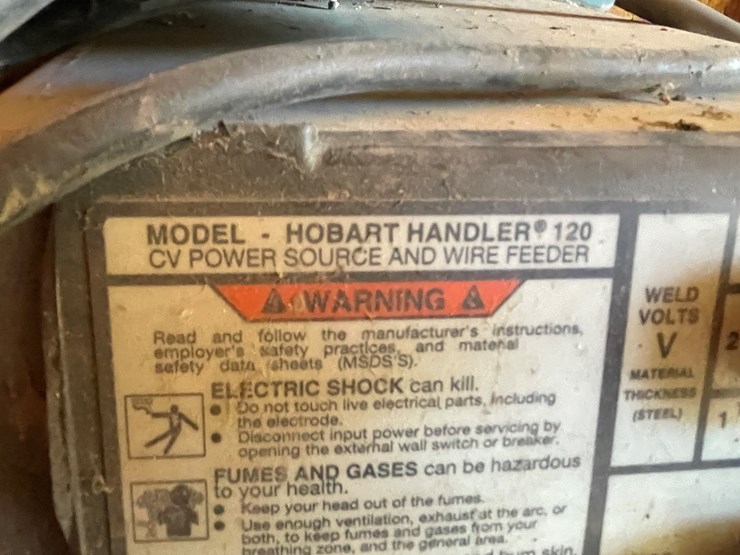 MODEL - HOBART HANDLER® 120
CV POWER SOURCE AND WIRE FEEDER
WARNING
Read and follow the manufacturer's instructions,
employer's safety practices, and material
safety data sheets (MSDS'S).
ELECTRIC SHOCK can kill.
• Do not touch live electrical parts, including
the electrode.
• Disconnect input power before servicing by
opening the external wall switch or breaker.
FUMES AND GASES can be hazardous
to your health.
• Keep your head out of the fumes.
• Use enough ventilation, exhaust at the arc, or
both, to keep fumes and gases from your
breathing zone, and the general area.
burn skin.
WELD
VOLTS
V
MATERIAL
THICKNESS
(STEEL)
2
1